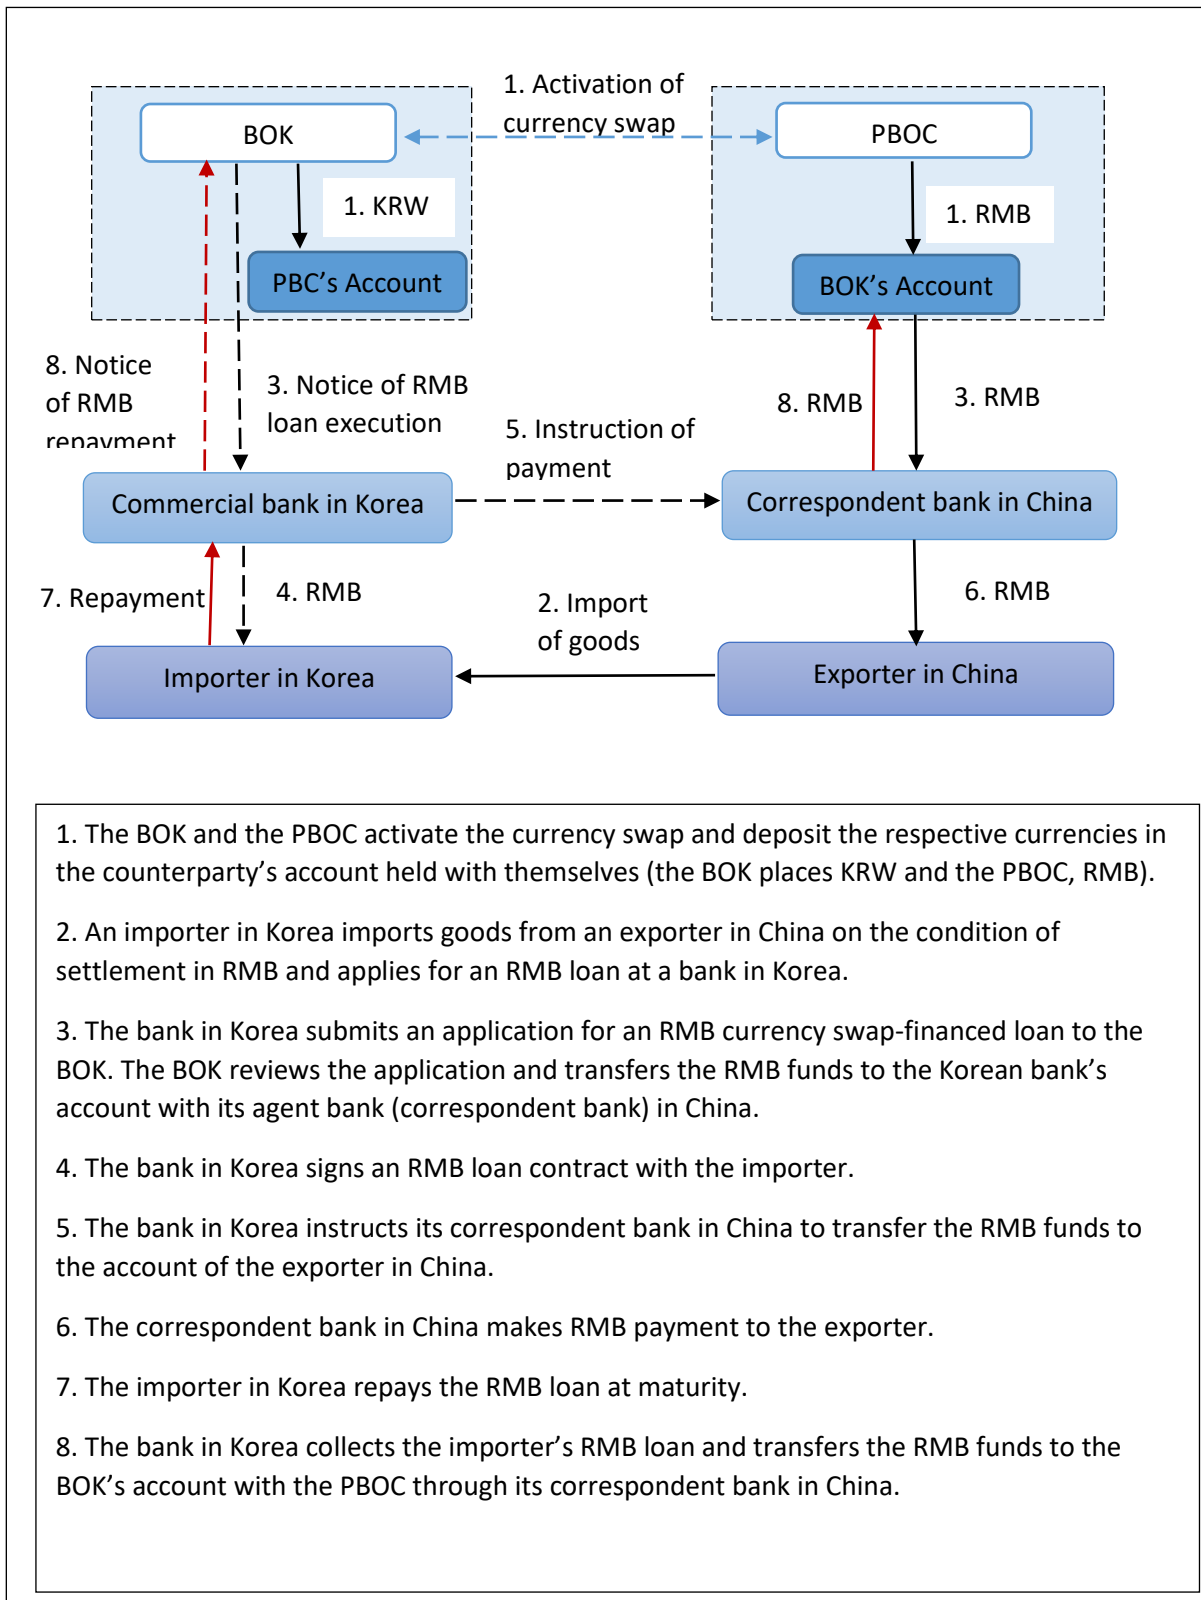 1. Activation of
currency swap
BOK
PBOC
1. KRW
1. RMB
PBC’s Account
BOK’s Account
8. Notice
of RMB
repayment
3. Notice of RMB
loan execution
5. Instruction of
payment
8. RMB
3. RMB
Commercial bank in Korea
Correspondent bank in China
7. Repayment
4. RMB
2. Import
of goods
6. RMB
Importer in Korea
Exporter in China
1. The BOK and the PBOC activate the currency swap and deposit the respective currencies in
the counterparty’s account held with themselves (the BOK places KRW and the PBOC, RMB).
2. An importer in Korea imports goods from an exporter in China on the condition of
settlement in RMB and applies for an RMB loan at a bank in Korea.
3. The bank in Korea submits an application for an RMB currency swap-financed loan to the
BOK. The BOK reviews the application and transfers the RMB funds to the Korean bank’s
account with its agent bank (correspondent bank) in China.
4. The bank in Korea signs an RMB loan contract with the importer.
5. The bank in Korea instructs its correspondent bank in China to transfer the RMB funds to
the account of the exporter in China.
6. The correspondent bank in China makes RMB payment to the exporter.
7. The importer in Korea repays the RMB loan at maturity.
8. The bank in Korea collects the importer’s RMB loan and transfers the RMB funds to the
BOK’s account with the PBOC through its correspondent bank in China.